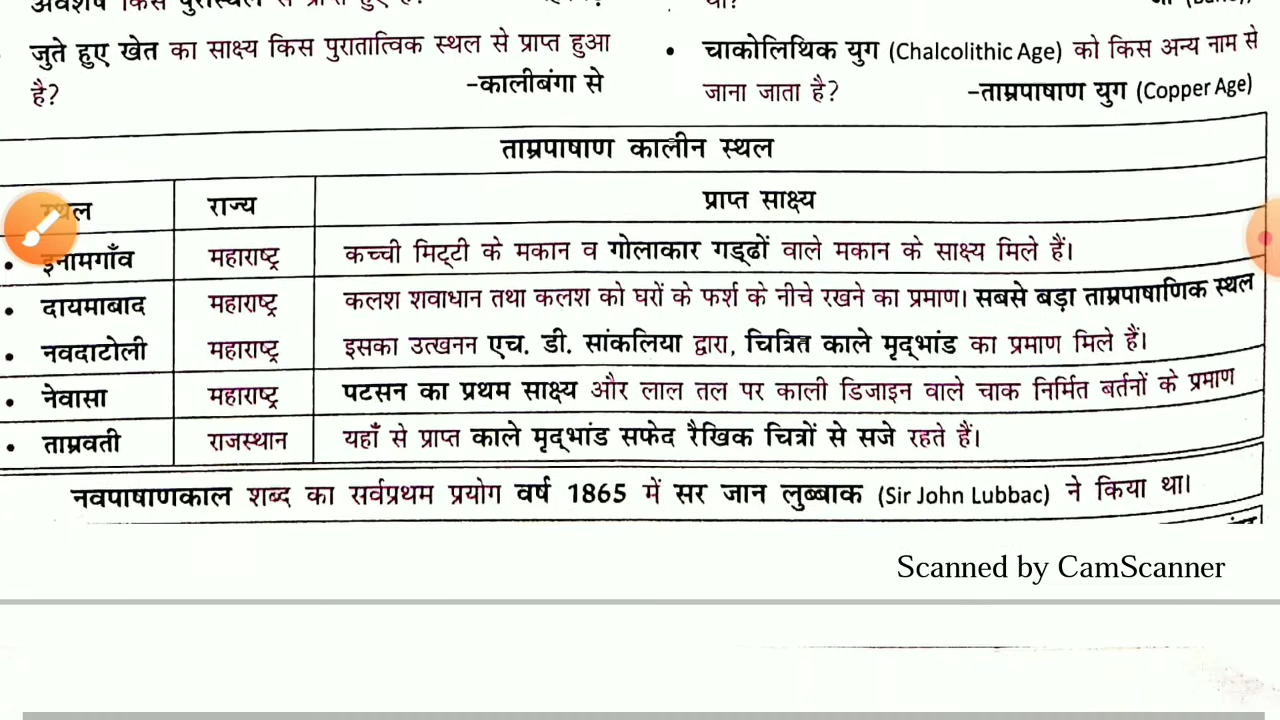 जुते हुए खेत का साक्ष्य किस पुरातात्विक स्थल से प्राप्त हुआ
है? –कालीबंगा से
• चाकोलिथिक युग (Chalcolithic Age) को किस अन्य नाम से
जाना जाता है? –ताम्रपाषाण युग (Copper Age)
ताम्रपाषाण कालीन स्थल
स्थल राज्य प्राप्त साक्ष्य
• इनामगाँव महाराष्ट्र कच्ची मिट्टी के मकान व गोलाकार गड्ढों वाले मकान के साक्ष्य मिले हैं।
• दायमाबाद महाराष्ट्र कलश शवाधान तथा कलश को घरों के फर्श के नीचे रखने का प्रमाण। सबसे बड़ा ताम्रपाषाणिक स्थल
• नवदाटोली महाराष्ट्र इसका उत्खनन एच. डी. सांकलिया द्वारा, चित्रित काले मृद्भांड का प्रमाण मिले हैं।
• नेवासा महाराष्ट्र पटसन का प्रथम साक्ष्य और लाल तल पर काली डिजाइन वाले चाक निर्मित बर्तनों के प्रमाण
• ताम्रवती राजस्थान यहाँ से प्राप्त काले मृद्भांड सफेद रैखिक चित्रों से सजे रहते हैं।
नवपाषाणकाल शब्द का सर्वप्रथम प्रयोग वर्ष 1865 में सर जान लुब्बाक (Sir John Lubbac) ने किया था।
Scanned by CamScanner